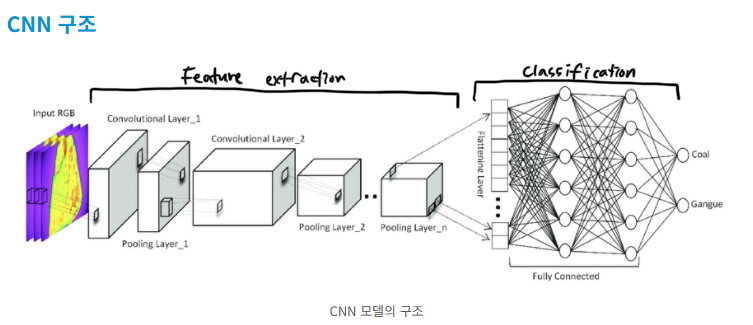 CNN 구조
Feature extraction
classification
Input RGB
Convolutional Layer_1
Convolutional Layer_2
Pooling Layer_1
Pooling Layer_2
Pooling Layer_n
Flattening Layer
Coal
Gangue
Fully Connected
CNN 모델의 구조